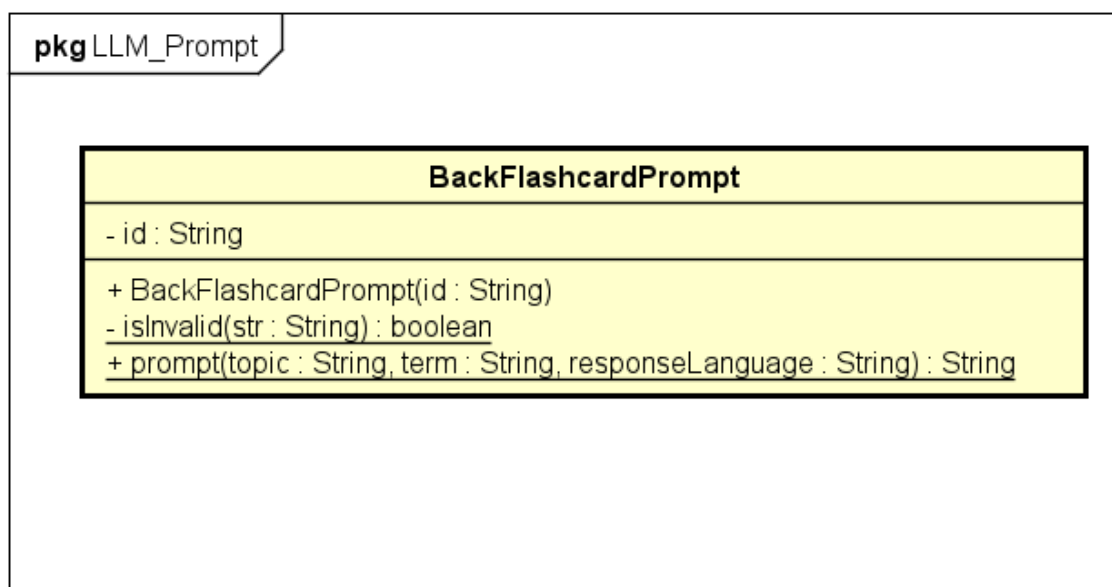 pkg LLM_Prompt
BackFlashcardPrompt
- id : String
+ BackFlashcardPrompt(id : String)
- isInvalid(str : String) : boolean
+ prompt(topic : String, term : String, responseLanguage : String) : String